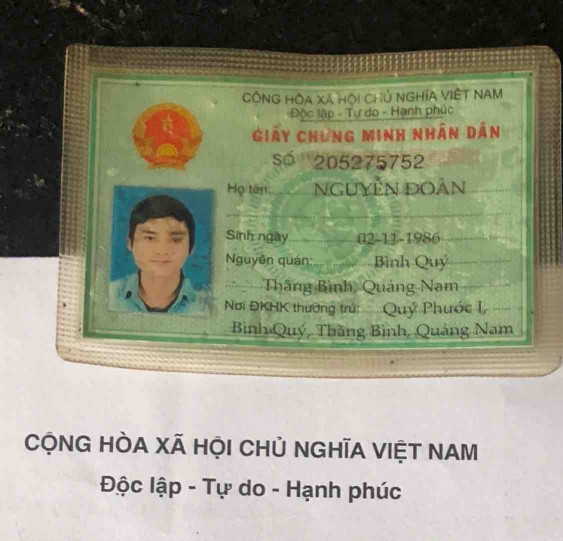 CỘNG HÒA XÃ HỘI CHỦ NGHĨA VIỆT NAM
Độc lập - Tự do - Hạnh phúc
GIẤY CHỨNG MINH NHÂN DÂN
SỐ 205275752
Họ tên: NGUYỄN ĐOÀN
Sinh ngày 02-11-1986
Nguyên quán: Bình Quý
Thăng Bình, Quảng Nam
Nơi ĐKHK thường trú: Quý Phước 1,
Bình Quý, Thăng Bình, Quảng Nam
CỘNG HÒA XÃ HỘI CHỦ NGHĨA VIỆT NAM
Độc lập - Tự do - Hạnh phúc